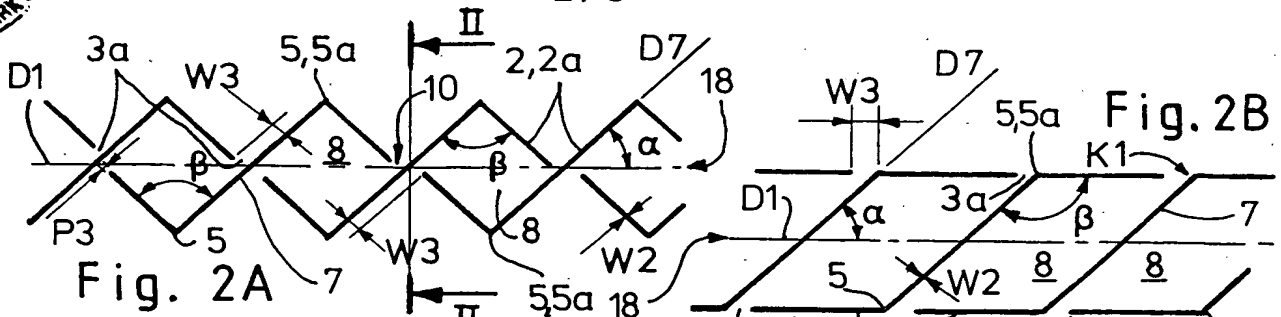 II
3a
5,5a
D7
2,2a
D1
W3
10
18
8
β
β
α
P3
5
7
W3
8
W2
5,5a
Fig. 2A
II
W3
D7
5,5a
Fig. 2B
K1
3a
D1
α
β
7
18
5
W2
8
8